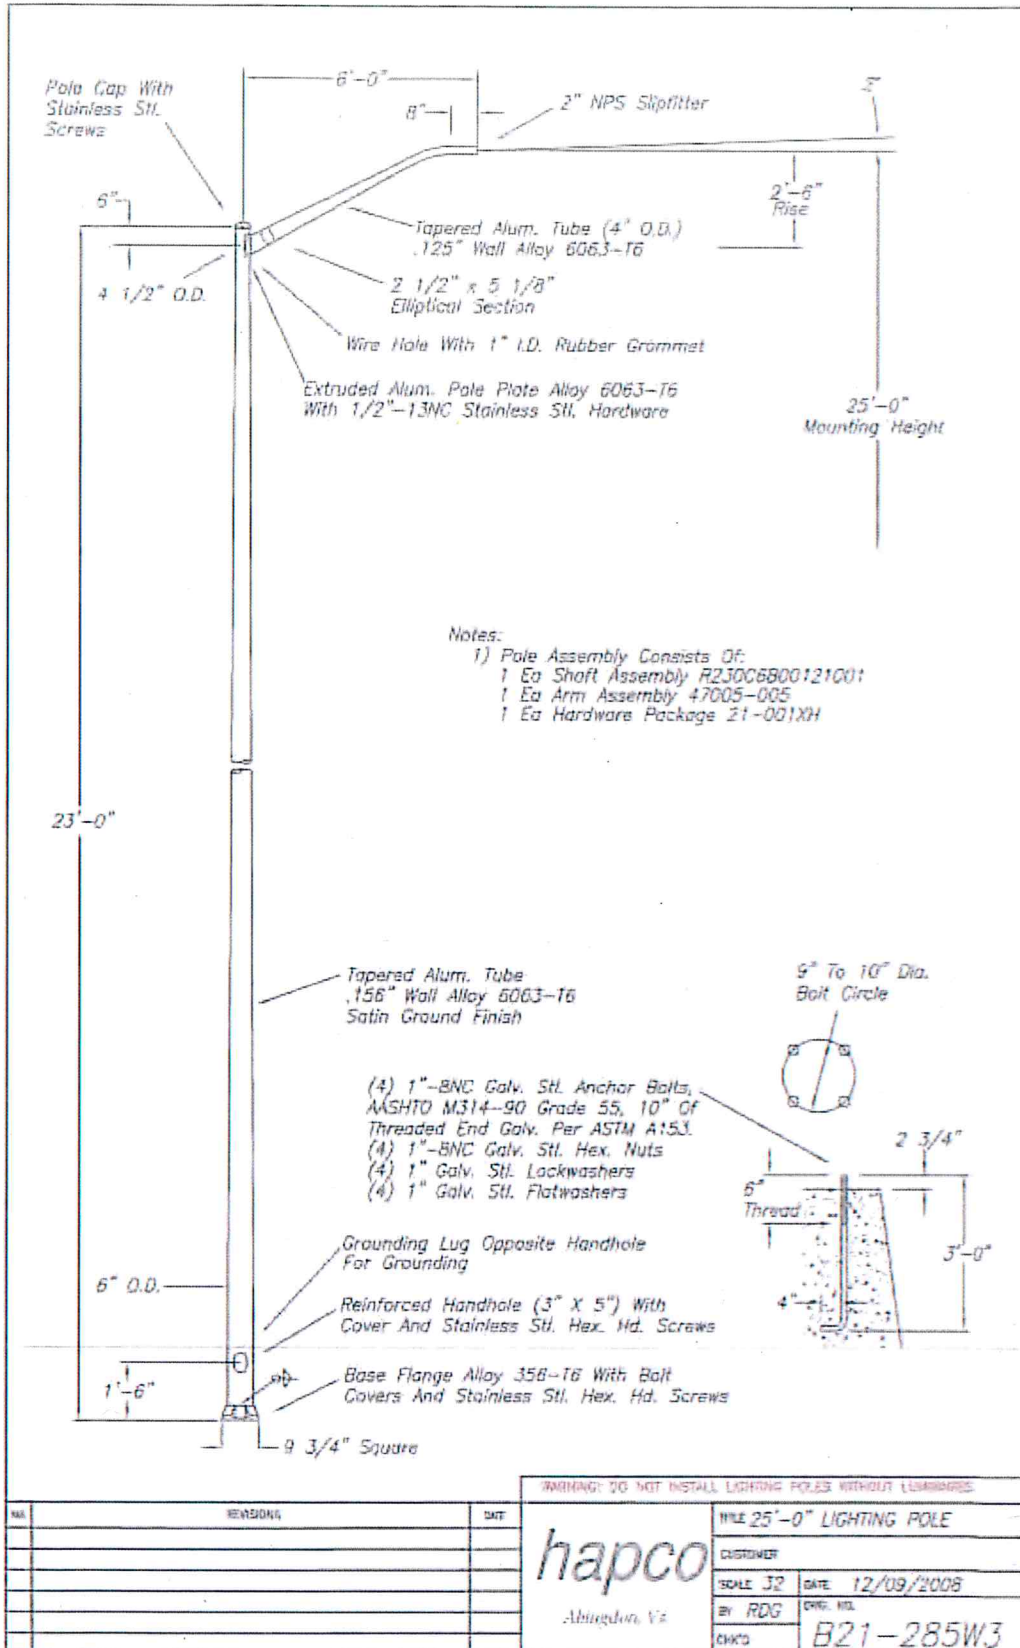 Pole Cap With
Stainless Stl.
Screws
6'-0"
8"
2" NPS Slipfitter
2°
2'-6"
Rise
6"
4 1/2" O.D.
Tapered Alum. Tube (4" O.D.)
.125" Wall Alloy 6063-T6
2 1/2" x 5 1/8"
Elliptical Section
Wire Hole With 1" I.D. Rubber Grommet
Extruded Alum. Pole Plate Alloy 6063-T6
With 1/2"-13NC Stainless Stl. Hardware
25'-0"
Mounting Height
Notes:
1) Pole Assembly Consists Of:
1 Ea Shaft Assembly
1 Ea Arm Assembly 47005-005
1 Ea Hardware Package 21-001XH
23'-0"
Tapered Alum. Tube
.156" Wall Alloy 6063-T6
Satin Ground Finish
9" To 10" Dia.
Bolt Circle
(4) 1"-8NC Galv. Stl. Anchor Bolts,
AASHTO M314-90 Grade 55, 10" Of
Threaded End Galv. Per ASTM A153.
(4) 1"-8NC Galv. Stl. Hex. Nuts
(4) 1" Galv. Stl. Lockwashers
(4) 1" Galv. Stl. Flatwashers
2 3/4"
6"
Thread
3'-0"
4"
Grounding Lug Opposite Handhole
For Grounding
6" O.D.
Reinforced Handhole (3" X 5") With
Cover And Stainless Stl. Hex. Hd. Screws
1'-6"
Base Flange Alloy 356-T6 With Bolt
Covers And Stainless Stl. Hex. Hd. Screws
9 3/4" Square
WARNING: DO NOT INSTALL LIGHTING POLES WITHOUT LUMINAIRES
REVISIONS
DATE
hapco
Abingdon, Va
TITLE 25'-0" LIGHTING POLE
CUSTOMER
SCALE 32
DATE 12/09/2008
BY RDG
DWG. NO.
CHK'D
B21-285W3